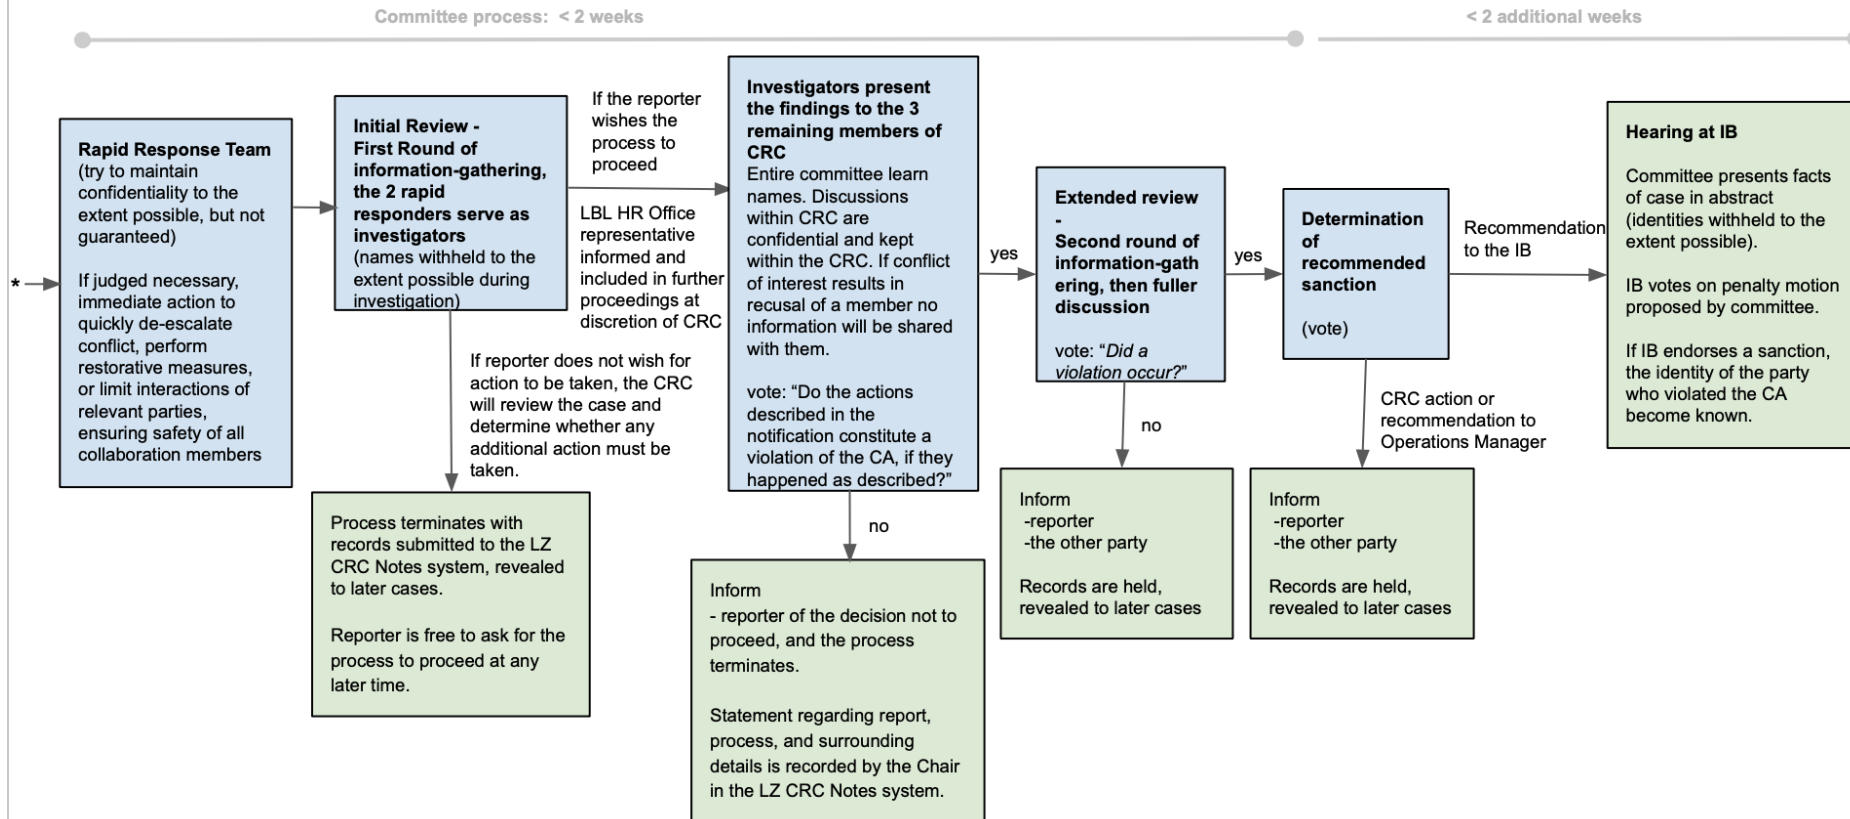 Committee process:  < 2 weeks
< 2 additional weeks
*
Rapid Response Team
(try to maintain
confidentiality to the
extent possible, but not
guaranteed)
If judged necessary,
immediate action to
quickly de-escalate
conflict, perform
restorative measures,
or limit interactions of
relevant parties,
ensuring safety of all
collaboration members
Initial Review -
First Round of
information-gathering,
the 2 rapid
responders serve as
investigators
(names withheld to the
extent possible during
investigation)
If the reporter
wishes the
process to
proceed
LBL HR Office
representative
informed and
included in further
proceedings at
discretion of CRC
If reporter does not wish for
action to be taken, the CRC
will review the case and
determine whether any
additional action must be
taken.
Process terminates with
records submitted to the LZ
CRC Notes system, revealed
to later cases.
Reporter is free to ask for the
process to proceed at any
later time.
Investigators present
the findings to the 3
remaining members of
CRC
Entire committee learn
names. Discussions
within CRC are
confidential and kept
within the CRC. If conflict
of interest results in
recusal of a member no
information will be shared
with them.
vote: “Do the actions
described in the
notification constitute a
violation of the CA, if they
happened as described?”
no
Inform
- reporter of the decision not to
proceed, and the process
terminates.
Statement regarding report,
process, and surrounding
details is recorded by the Chair
in the LZ CRC Notes system.
yes
Extended review
-
Second round of
information-gath
ering, then fuller
discussion
vote: “Did a
violation occur?”
no
Inform
-reporter
-the other party
Records are held,
revealed to later cases
yes
Determination
of
recommended
sanction
(vote)
CRC action or
recommendation to
Operations Manager
Inform
-reporter
-the other party
Records are held,
revealed to later cases
Recommendation
to the IB
Hearing at IB
Committee presents facts
of case in abstract
(identities withheld to the
extent possible).
IB votes on penalty motion
proposed by committee.
If IB endorses a sanction,
the identity of the party
who violated the CA
become known.